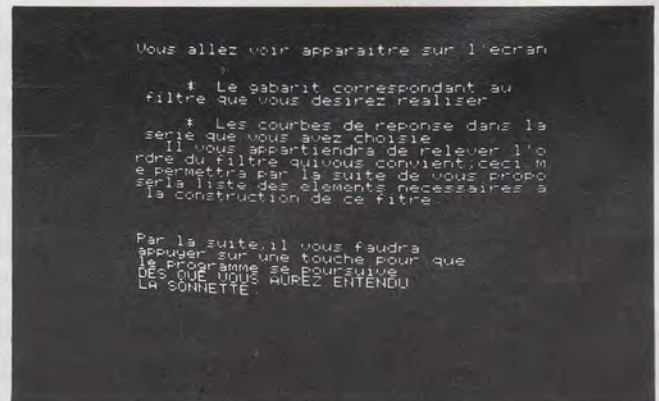 Vous allez voir apparaitre sur l'ecran
* Le gabarit correspondant au
filtre que vous desirez realiser
* Les courbes de reponse dans la
serie que vous avez choisie
Il vous appartiendra de relever l'o
rdre du filtre quivous convient;ceci m
e permettra par la suite de vous propo
serla liste des elements necessaires a
la construction de ce fitre
Par la suite,il vous faudra
appuyer sur une touche pour que
le programme se poursuive
DES QUE VOUS AUREZ ENTENDU
LA SONNETTE